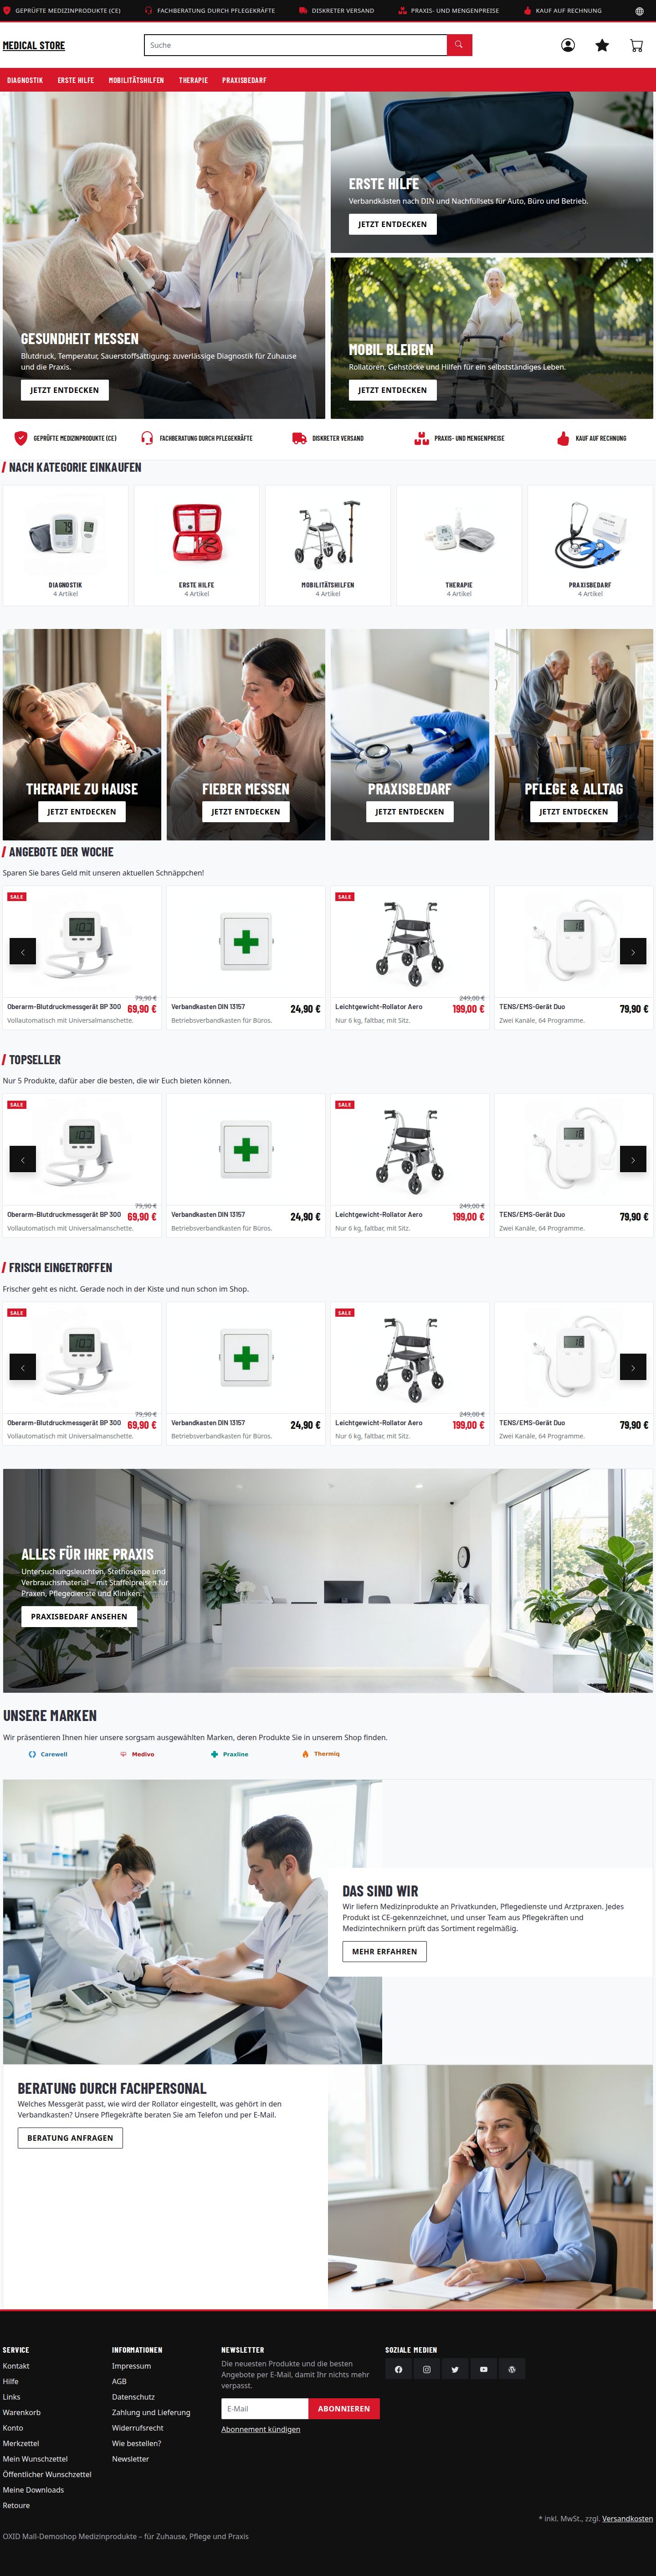 GEPRÜFTE MEDIZINPRODUKTE (CE)
FACHBERATUNG DURCH PFLEGEKRÄFTE
DISKRETER VERSAND
PRAXIS- UND MENGENPREISE
KAUF AUF RECHNUNG
MEDICAL STORE
Suche
DIAGNOSTIK
ERSTE HILFE
MOBILITÄTSHILFEN
THERAPIE
PRAXISBEDARF
GESUNDHEIT MESSEN
Blutdruck, Temperatur, Sauerstoffsättigung: zuverlässige Diagnostik für Zuhause
und die Praxis.
JETZT ENTDECKEN
ERSTE HILFE
Verbandkästen nach DIN und Nachfüllsets für Auto, Büro und Betrieb.
JETZT ENTDECKEN
MOBIL BLEIBEN
Rollatoren, Gehstöcke und Hilfen für ein selbstständiges Leben.
JETZT ENTDECKEN
GEPRÜFTE MEDIZINPRODUKTE (CE)
FACHBERATUNG DURCH PFLEGEKRÄFTE
DISKRETER VERSAND
PRAXIS- UND MENGENPREISE
KAUF AUF RECHNUNG
NACH KATEGORIE EINKAUFEN
DIAGNOSTIK
4 Artikel
ERSTE HILFE
4 Artikel
MOBILITÄTSHILFEN
4 Artikel
THERAPIE
4 Artikel
PRAXISBEDARF
4 Artikel
THERAPIE ZU HAUSE
JETZT ENTDECKEN
FIEBER MESSEN
JETZT ENTDECKEN
PRAXISBEDARF
JETZT ENTDECKEN
PFLEGE & ALLTAG
JETZT ENTDECKEN
ANGEBOTE DER WOCHE
Sparen Sie bares Geld mit unseren aktuellen Schnäppchen!
SALE
Oberarm-Blutdruckmessgerät BP 300
79,90 €
69,90 €
Vollautomatisch mit Universalmanschette.
Verbandkasten DIN 13157
24,90 €
Betriebsverbandkasten für Büros.
SALE
Leichtgewicht-Rollator Aero
249,00 €
199,00 €
Nur 6 kg, faltbar, mit Sitz.
TENS/EMS-Gerät Duo
79,90 €
Zwei Kanäle, 64 Programme.
TOPSELLER
Nur 5 Produkte, dafür aber die besten, die wir Euch bieten können.
SALE
Oberarm-Blutdruckmessgerät BP 300
79,90 €
69,90 €
Vollautomatisch mit Universalmanschette.
Verbandkasten DIN 13157
24,90 €
Betriebsverbandkasten für Büros.
SALE
Leichtgewicht-Rollator Aero
249,00 €
199,00 €
Nur 6 kg, faltbar, mit Sitz.
TENS/EMS-Gerät Duo
79,90 €
Zwei Kanäle, 64 Programme.
FRISCH EINGETROFFEN
Frischer geht es nicht. Gerade noch in der Kiste und nun schon im Shop.
SALE
Oberarm-Blutdruckmessgerät BP 300
79,90 €
69,90 €
Vollautomatisch mit Universalmanschette.
Verbandkasten DIN 13157
24,90 €
Betriebsverbandkasten für Büros.
SALE
Leichtgewicht-Rollator Aero
249,00 €
199,00 €
Nur 6 kg, faltbar, mit Sitz.
TENS/EMS-Gerät Duo
79,90 €
Zwei Kanäle, 64 Programme.
ALLES FÜR IHRE PRAXIS
Untersuchungsleuchten, Stethoskope und
Verbrauchsmaterial – mit Staffelpreisen für
Praxen, Pflegedienste und Kliniken.
PRAXISBEDARF ANSEHEN
UNSERE MARKEN
Wir präsentieren Ihnen hier unsere sorgsam ausgewählten Marken, deren Produkte Sie in unserem Shop finden.
Carewell
Medivo
Praxline
Thermiq
DAS SIND WIR
Wir liefern Medizinprodukte an Privatkunden, Pflegedienste und Arztpraxen. Jedes
Produkt ist CE-gekennzeichnet, und unser Team aus Pflegekräften und
Medizintechnikern prüft das Sortiment regelmäßig.
MEHR ERFAHREN
BERATUNG DURCH FACHPERSONAL
Welches Messgerät passt, wie wird der Rollator eingestellt, was gehört in den
Verbandkasten? Unsere Pflegekräfte beraten Sie am Telefon und per E-Mail.
BERATUNG ANFRAGEN
SERVICE
Kontakt
Hilfe
Links
Warenkorb
Konto
Merkzettel
Mein Wunschzettel
Öffentlicher Wunschzettel
Meine Downloads
Retoure
INFORMATIONEN
Impressum
AGB
Datenschutz
Zahlung und Lieferung
Widerrufsrecht
Wie bestellen?
Newsletter
NEWSLETTER
Die neuesten Produkte und die besten
Angebote per E-Mail, damit Ihr nichts mehr
verpasst.
E-Mail
ABONNIEREN
Abonnement kündigen
SOZIALE MEDIEN
* inkl. MwSt., zzgl. Versandkosten
OXID Mall-Demoshop Medizinprodukte – für Zuhause, Pflege und Praxis